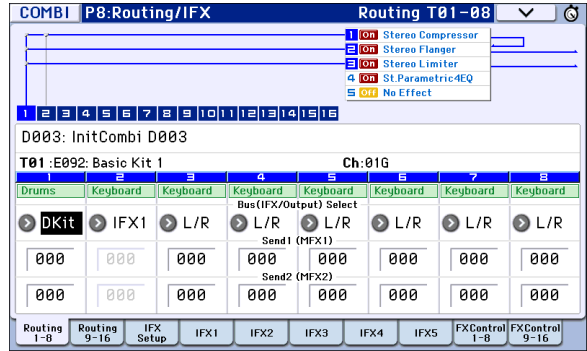 COMBI P8:Routing/IFX Routing T01-08
1 On Stereo Compressor
2 On Stereo Flanger
3 On Stereo Limiter
4 On St.Parametric4EQ
5 Off No Effect
1 2 3 4 5 6 7 8 9 10 11 12 13 14 15 16
D003: InitCombi D003
T01 :E092: Basic Kit 1 Ch:01G
1 2 3 4 5 6 7 8
Drums Keyboard Keyboard Keyboard Keyboard Keyboard Keyboard Keyboard
Bus(IFX/Output) Select
DKit IFX1 L/R L/R L/R L/R L/R L/R
Send1 (MFX1)
000 000 000 000 000 000 000 000
Send2 (MFX2)
000 000 000 000 000 000 000 000
Routing 1-8 Routing 9-16 IFX Setup IFX1 IFX2 IFX3 IFX4 IFX5 FXControl 1-8 FXControl 9-16